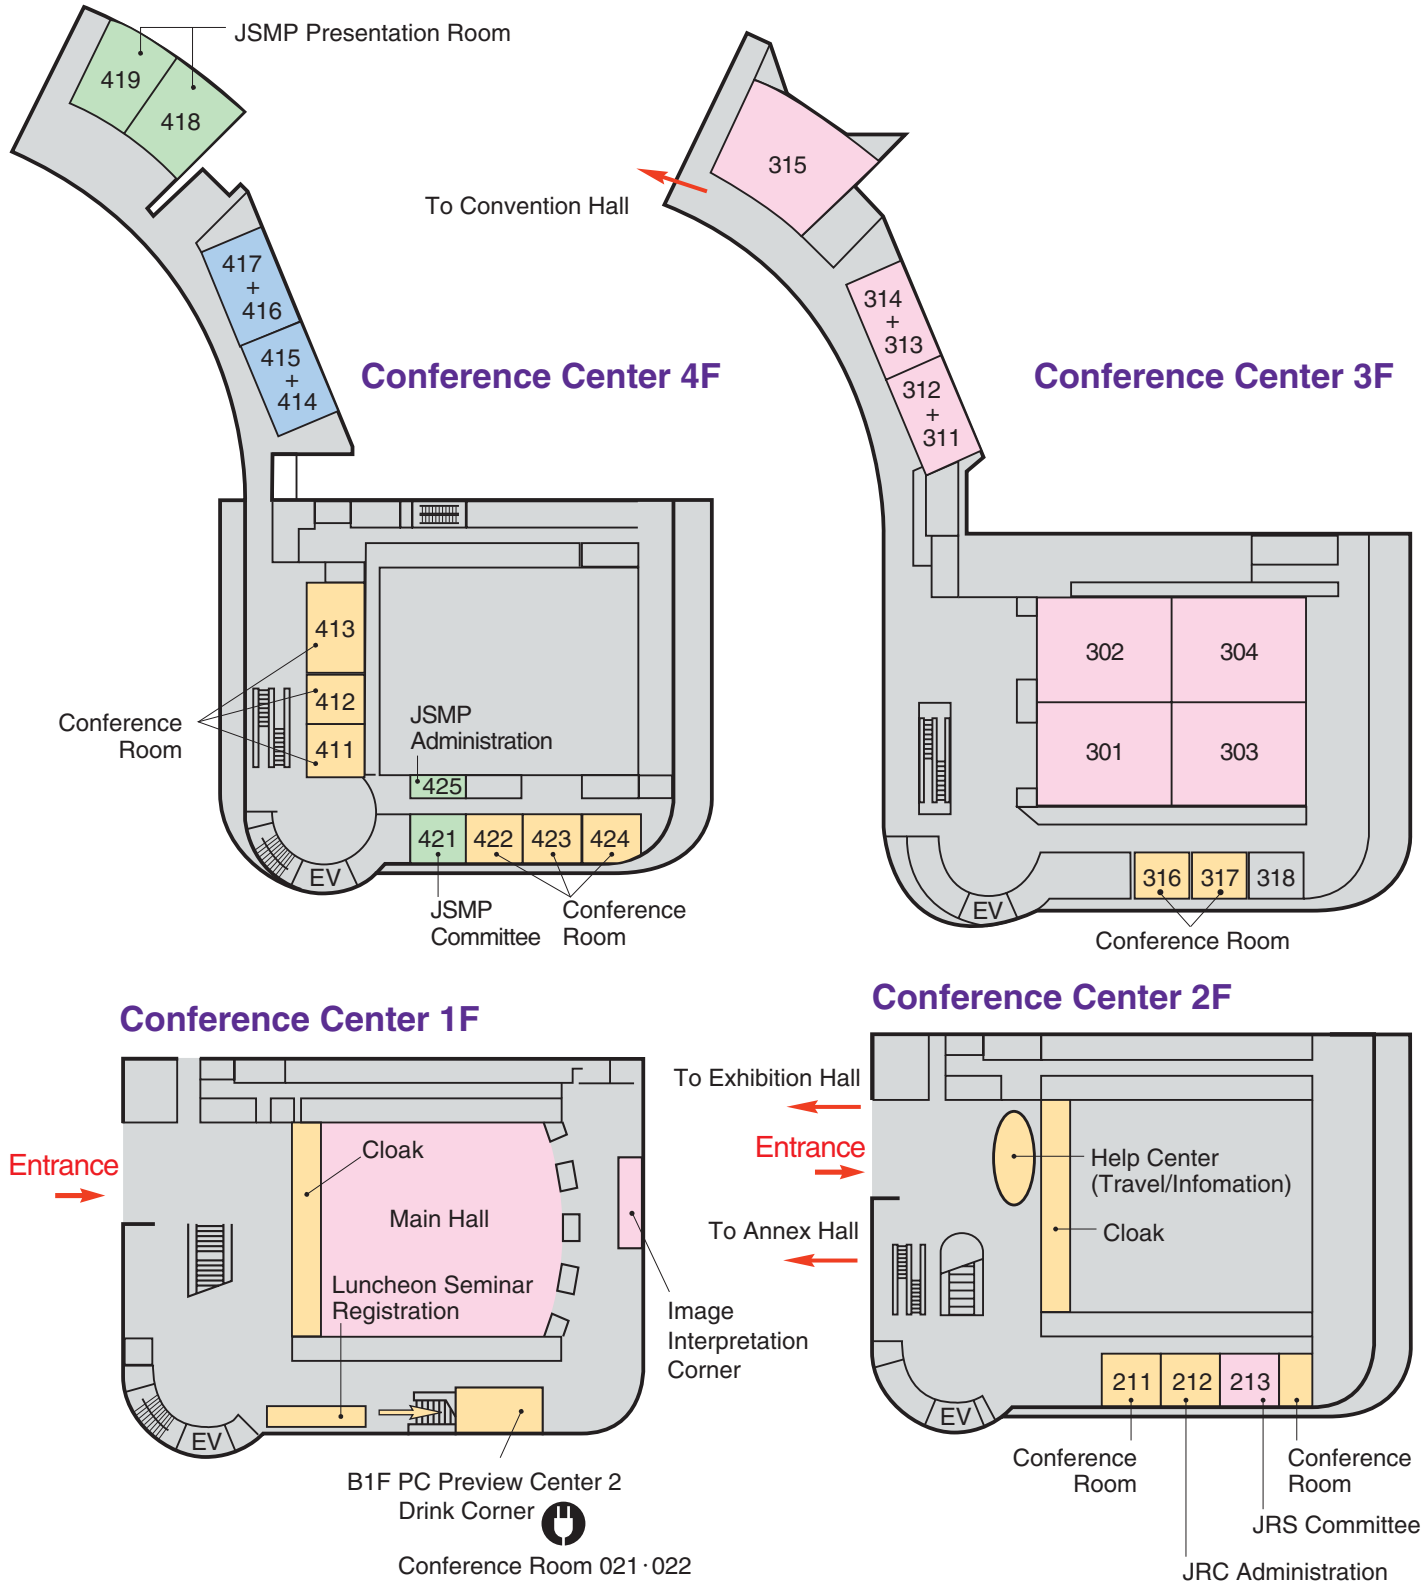 JSMP Presentation Room
419
418
417
+
416
415
+
414
Conference Center 4F
413
412
411
Conference
Room
JSMP
Administration
425
421
422
423
424
EV
JSMP
Committee
Conference
Room
315
To Convention Hall
314
+
313
312
+
311
Conference Center 3F
302
304
301
303
316
317
318
EV
Conference Room
Conference Center 1F
Entrance
Cloak
Main Hall
Luncheon Seminar
Registration
Image
Interpretation
Corner
EV
B1F PC Preview Center 2
Drink Corner
Conference Room 021·022
Conference Center 2F
To Exhibition Hall
Entrance
Help Center
(Travel/Infomation)
To Annex Hall
Cloak
211
212
213
EV
Conference
Room
Conference
Room
JRS Committee
JRC Administration